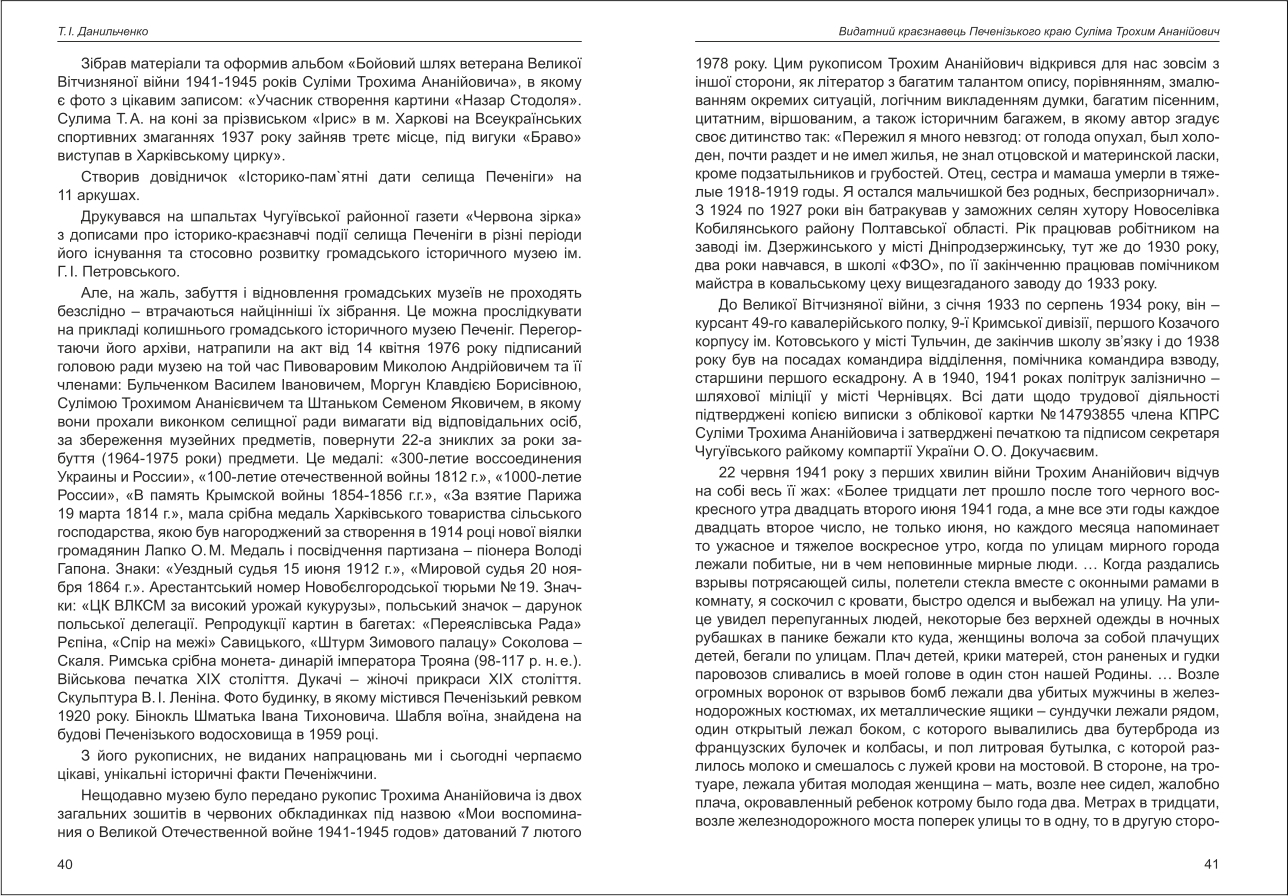 Т. І. Данильченко
Зібрав матеріали та оформив альбом «Бойовий шлях ветерана Великої
Вітчизняної війни 1941-1945 років Суліми Трохима Ананійовича», в якому
є фото з цікавим записом: «Учасник створення картини «Назар Стодоля».
Сулима Т. А. на коні за прізвиськом «Ірис» в м. Харкові на Всеукраїнських
спортивних змаганнях 1937 року зайняв третє місце, під вигуки «Браво»
виступав в Харківському цирку».
Створив довідничок «Історико-пам`ятні дати селища Печеніги» на
11 аркушах.
Друкувався на шпальтах Чугуївської районної газети «Червона зірка»
з дописами про історико-краєзнавчі події селища Печеніги в різні періоди
його існування та стосовно розвитку громадського історичного музею ім.
Г. І. Петровського.
Але, на жаль, забуття і відновлення громадських музеїв не проходять
безслідно – втрачаються найцінніші їх зібрання. Це можна прослідкувати
на прикладі колишнього громадського історичного музею Печеніг. Перегор-
таючи його архіви, натрапили на акт від 14 квітня 1976 року підписаний
головою ради музею на той час Пивоваровим Миколою Андрійовичем та її
членами: Бульченком Василем Івановичем, Моргун Клавдією Борисівною,
Сулімою Трохимом Ананієвичем та Штаньком Семеном Яковичем, в якому
вони прохали виконком селищної ради вимагати від відповідальних осіб,
за збереження музейних предметів, повернути 22-а зниклих за роки за-
буття (1964-1975 роки) предмети. Це медалі: «300-летие воссоединения
Украины и России», «100-летие отечественной войны 1812 г.», «1000-летие
России», «В память Крымской войны 1854-1856 г.г.», «За взятие Парижа
19 марта 1814 г.», мала срібна медаль Харківського товариства сільського
господарства, якою був нагороджений за створення в 1914 році нової віялки
громадянин Лапко О. М. Медаль і посвідчення партизана – піонера Володі
Гапона. Знаки: «Уездный судья 15 июня 1912 г.», «Мировой судья 20 ноя-
бря 1864 г.». Арестантський номер Новобєлгородської тюрьми № 19. Знач-
ки: «ЦК ВЛКСМ за високий урожай кукурузы», польський значок – дарунок
польської делегації. Репродукції картин в багетах: «Переяслівська Рада»
Рєпіна, «Спір на межі» Савицького, «Штурм Зимового палацу» Соколова –
Скаля. Римська срібна монета- динарій імператора Трояна (98-117 р. н. е.).
Військова печатка XIX століття. Дукачі – жіночі прикраси XIX століття.
Скульптура В. І. Леніна. Фото будинку, в якому містився Печенізький ревком
1920 року. Бінокль Шматька Івана Тихоновича. Шабля воїна, знайдена на
будові Печенізького водосховища в 1959 році.
З його рукописних, не виданих напрацювань ми і сьогодні черпаємо
цікаві, унікальні історичні факти Печеніжчини.
Нещодавно музею було передано рукопис Трохима Ананійовича із двох
загальних зошитів в червоних обкладинках під назвою «Мои воспомина-
ния о Великой Отечественной войне 1941-1945 годов» датований 7 лютого
40
Видатний краєзнавець Печенізького краю Суліма Трохим Ананійович
1978 року. Цим рукописом Трохим Ананійович відкрився для нас зовсім з
іншої сторони, як літератор з багатим талантом опису, порівнянням, змалю-
ванням окремих ситуацій, логічним викладенням думки, багатим пісенним,
цитатним, віршованим, а також історичним багажем, в якому автор згадує
своє дитинство так: «Пережил я много невзгод: от голода опухал, был холо-
ден, почти раздет и не имел жилья, не знал отцовской и материнской ласки,
кроме подзатыльников и грубостей. Отец, сестра и мамаша умерли в тяже-
лые 1918-1919 годы. Я остался мальчишкой без родных, беспризорничал».
З 1924 по 1927 роки він батракував у заможних селян хутору Новоселівка
Кобилянського району Полтавської області. Рік працював робітником на
заводі ім. Дзержинського у місті Дніпродзержинську, тут же до 1930 року,
два роки навчався, в школі «ФЗО», по її закінченню працював помічником
майстра в ковальському цеху вищезгаданого заводу до 1933 року.
До Великої Вітчизняної війни, з січня 1933 по серпень 1934 року, він –
курсант 49-го кавалерійського полку, 9-ї Кримської дивізії, першого Козачого
корпусу ім. Котовського у місті Тульчин, де закінчив школу зв’язку і до 1938
року був на посадах командира відділення, помічника командира взводу,
старшини першого ескадрону. А в 1940, 1941 роках політрук залізнично –
шляхової міліції у місті Чернівцях. Всі дати щодо трудової діяльності
підтверджені копією виписки з облікової картки № 14793855 члена КПРС
Суліми Трохима Ананійовича і затверджені печаткою та підписом секретаря
Чугуївського райкому компартії України О. О. Докучаєвим.
22 червня 1941 року з перших хвилин війни Трохим Ананійович відчув
на собі весь її жах: «Более тридцати лет прошло после того черного вос-
кресного утра двадцать второго июня 1941 года, а мне все эти годы каждое
двадцать второе число, не только июня, но каждого месяца напоминает
то ужасное и тяжелое воскресное утро, когда по улицам мирного города
лежали побитые, ни в чем неповинные мирные люди. … Когда раздались
взрывы потрясающей силы, полетели стекла вместе с оконными рамами в
комнату, я соскочил с кровати, быстро оделся и выбежал на улицу. На ули-
це увидел перепуганных людей, некоторые без верхней одежды в ночных
рубашках в панике бежали кто куда, женщины волоча за собой плачущих
детей, бегали по улицам. Плач детей, крики матерей, стон раненых и гудки
паровозов сливались в моей голове в один стон нашей Родины. … Возле
огромных воронок от взрывов бомб лежали два убитых мужчины в желез-
нодорожных костюмах, их металлические ящики – сундучки лежали рядом,
один открытый лежал боком, с которого вывалились два бутерброда из
французских булочек и колбасы, и пол литровая бутылка, с которой раз-
лилось молоко и смешалось с лужей крови на мостовой. В стороне, на тро-
туаре, лежала убитая молодая женщина – мать, возле нее сидел, жалобно
плача, окровавленный ребенок котрому было года два. Метрах в тридцати,
возле железнодорожного моста поперек улицы то в одну, то в другую сторо-
41